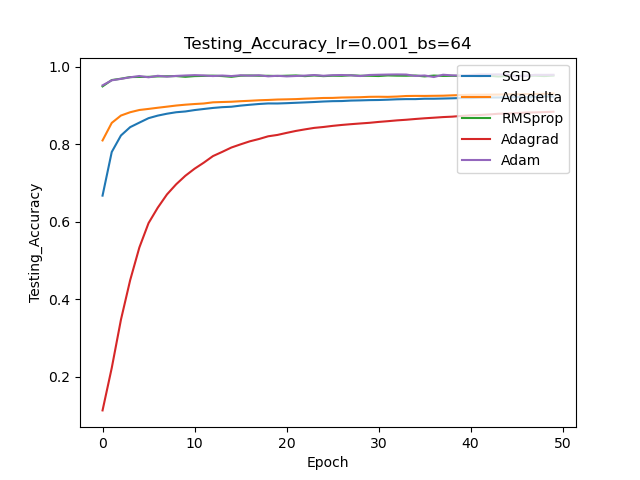 Testing_Accuracy_lr=0.001_bs=64
1.0
0.8
0.6
0.4
0.2
Testing_Accuracy
SGD
Adadelta
RMSprop
Adagrad
Adam
0 10 20 30 40 50
Epoch